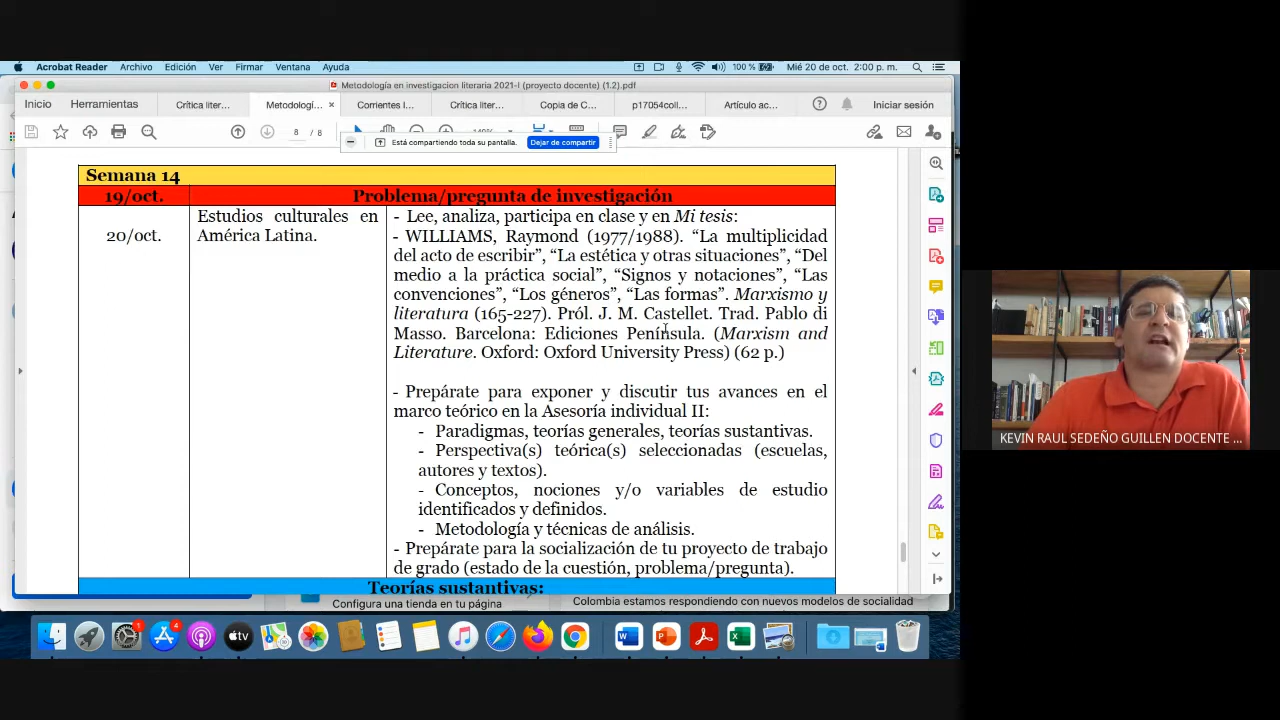 Acrobat Reader Archivo Edición Ver Firmar Ventana Ayuda 100 % Mié 20 de oct. 2:00 p. m.
Metodología en investigacion literaria 2021-I (proyecto docente) (1.2).pdf
Inicio Herramientas Crítica liter... Metodologí... × Corrientes l... Crítica liter... Copia de C... p17054coll... Artículo ac... Iniciar sesión
8 / 8
Está compartiendo toda su pantalla. Dejar de compartir
Semana 14
19/oct. Problema/pregunta de investigación
20/oct.
Estudios culturales en
América Latina.
- Lee, analiza, participa en clase y en Mi tesis:
- WILLIAMS, Raymond (1977/1988). “La multiplicidad
del acto de escribir”, “La estética y otras situaciones”, “Del
medio a la práctica social”, “Signos y notaciones”, “Las
convenciones”, “Los géneros”, “Las formas”. Marxismo y
literatura (165-227). Pról. J. M. Castellet. Trad. Pablo di
Masso. Barcelona: Ediciones Península. (Marxism and
Literature. Oxford: Oxford University Press) (62 p.)
- Prepárate para exponer y discutir tus avances en el
marco teórico en la Asesoría individual II:
- Paradigmas, teorías generales, teorías sustantivas.
- Perspectiva(s) teórica(s) seleccionadas (escuelas,
autores y textos).
- Conceptos, nociones y/o variables de estudio
identificados y definidos.
- Metodología y técnicas de análisis.
- Prepárate para la socialización de tu proyecto de trabajo
de grado (estado de la cuestión, problema/pregunta).
Teorías sustantivas:
Configura una tienda en tu página
Colombia estamos respondiendo con nuevos modelos de socialidad
tv
KEVIN RAUL SEDEÑO GUILLEN DOCENTE ...